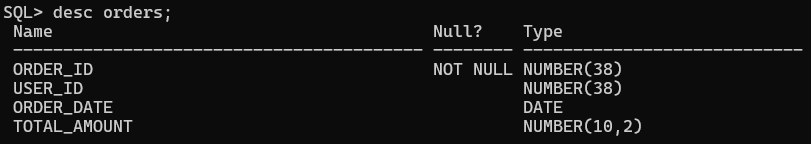 SQL> desc orders;
Name Null? Type
----------------------------------------- -------- ----------------------------
ORDER_ID NOT NULL NUMBER(38)
USER_ID NUMBER(38)
ORDER_DATE DATE
TOTAL_AMOUNT NUMBER(10,2)